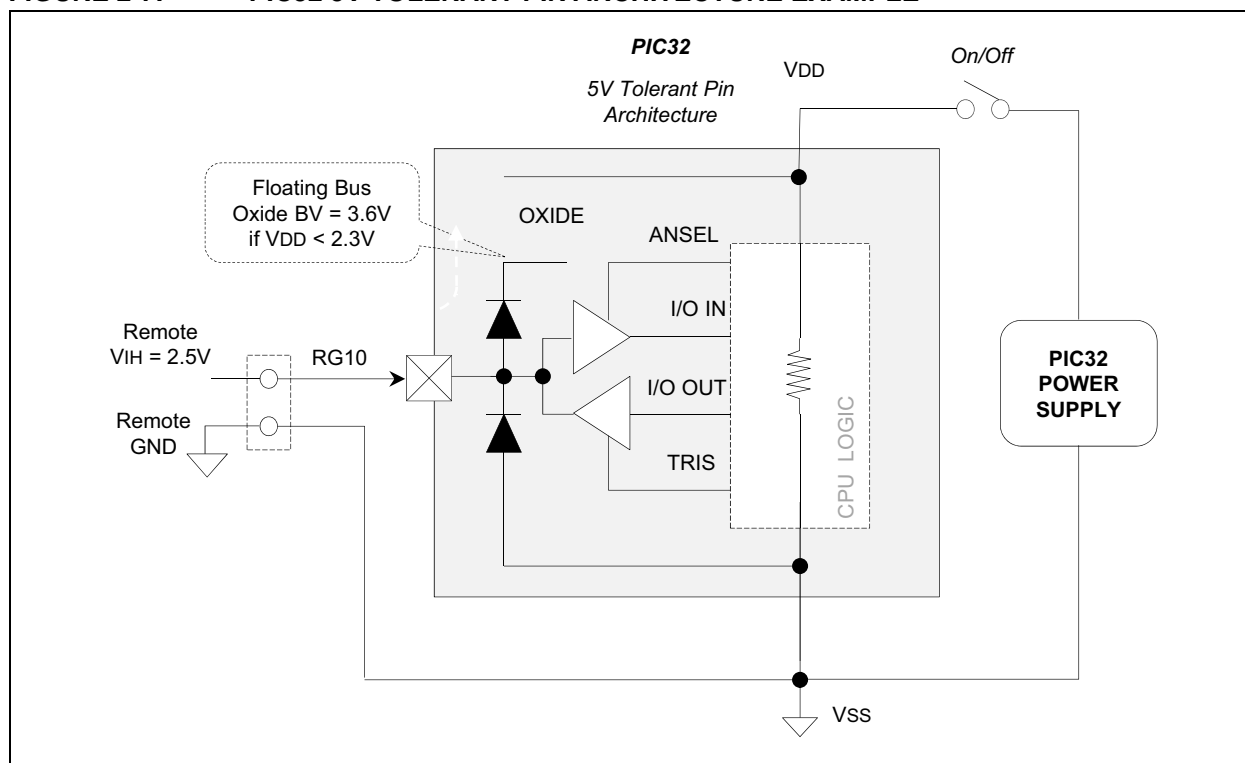 PIC32
5V Tolerant Pin
Architecture
VDD
On/Off
Floating Bus
Oxide BV = 3.6V
if VDD < 2.3V
OXIDE
ANSEL
I/O IN
Remote
VIH = 2.5V
RG10
I/O OUT
Remote
GND
TRIS
CPU LOGIC
PIC32
POWER
SUPPLY
VSS